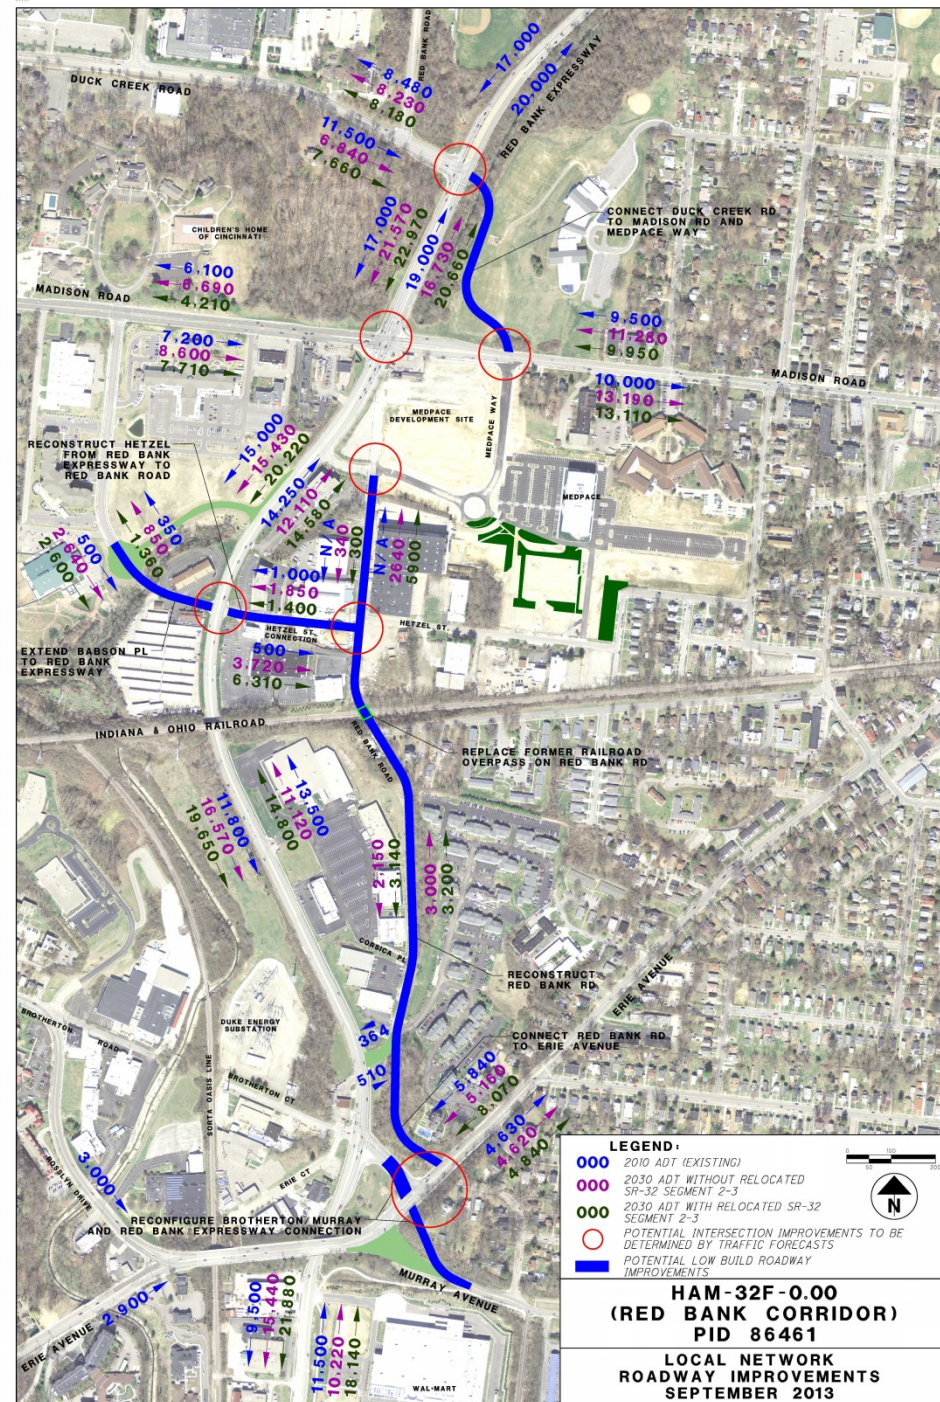 17,000
20,000
RED BANK EXPRESSWAY
RED BANK ROAD
DUCK CREEK ROAD
8,480
8,230
8,180
11,500
6,840
7,660
CONNECT DUCK CREEK RD
TO MADISON RD AND
MEDPACE WAY
CHILDREN'S HOME
OF CINCINNATI
17,000
21,570
22,970
19,000
16,730
20,660
6,100
6,690
4,210
MADISON ROAD
7,200
8,600
7,710
9,500
11,280
9,950
10,000
13,190
13,110
MADISON ROAD
MEDPACE
DEVELOPMENT SITE
MEDPACE WAY
MEDPACE
RECONSTRUCT HETZEL
FROM RED BANK
EXPRESSWAY TO
RED BANK ROAD
15,000
15,430
20,220
14,250
12,110
14,580
350
850
1,360
500
2,640
2,600
N/A
340
300
N/A
2640
5900
1,000
1,850
1,400
HETZEL ST.
CONNECTION
HETZEL ST.
500
3,720
6,310
EXTEND BABSON PL
TO RED BANK
EXPRESSWAY
INDIANA & OHIO RAILROAD
RED BANK ROAD
REPLACE FORMER RAILROAD
OVERPASS ON RED BANK RD
11,800
16,570
19,650
13,500
11,120
14,800
2,150
3,140
3,000
3,200
CORSICA PL
RECONSTRUCT
RED BANK RD
ERIE AVENUE
DUKE ENERGY
SUBSTATION
BROTHERTON
ROAD
SORTA OASIS LINE
BROTHERTON CT
364
510
CONNECT RED BANK RD
TO ERIE AVENUE
5,840
5,160
8,070
4,630
4,620
4,840
ERIE CT
ROSSLYN DRIVE
3,000
RECONFIGURE BROTHERTON/MURRAY
AND RED BANK EXPRESSWAY CONNECTION
MURRAY AVENUE
ERIE AVENUE
2,900
9,500
15,440
21,880
11,500
10,220
18,140
WAL-MART
LEGEND:
000 2010 ADT (EXISTING)
000 2030 ADT WITHOUT RELOCATED
SR-32 SEGMENT 2-3
000 2030 ADT WITH RELOCATED SR-32
SEGMENT 2-3
POTENTIAL INTERSECTION IMPROVEMENTS TO BE
DETERMINED BY TRAFFIC FORECASTS
POTENTIAL LOW BUILD ROADWAY
IMPROVEMENTS
0 50 100 200
N
HAM-32F-0.00
(RED BANK CORRIDOR)
PID 86461
LOCAL NETWORK
ROADWAY IMPROVEMENTS
SEPTEMBER 2013